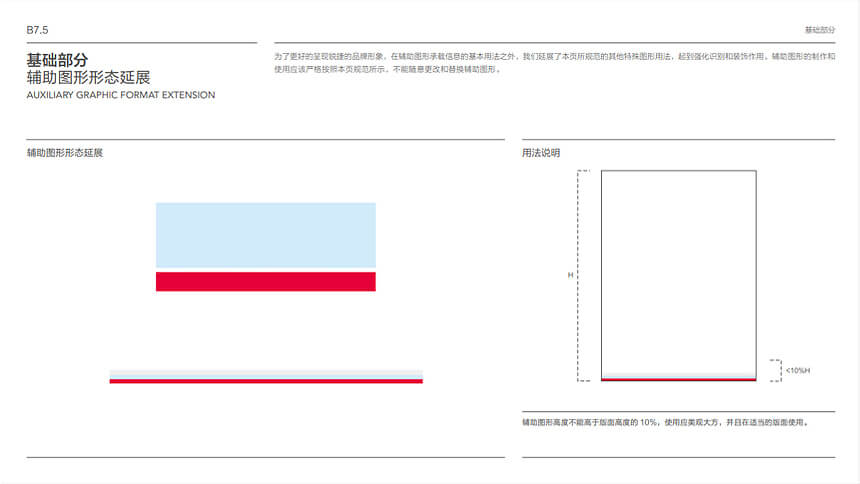 B7.5
基础部分
基础部分
辅助图形形态延展
AUXILIARY GRAPHIC FORMAT EXTENSION
为了更好的呈现锐捷的品牌形象，在辅助图形承载信息的基本用法之外，我们延展了本页所规范的其他特殊图形用法，起到强化识别和装饰作用。辅助图形的制作和
使用应该严格按照本页规范所示，不能随意更改和替换辅助图形。
辅助图形形态延展
用法说明
H
<10%H
辅助图形高度不能高于版面高度的 10%，使用应美观大方，并且在适当的版面使用。